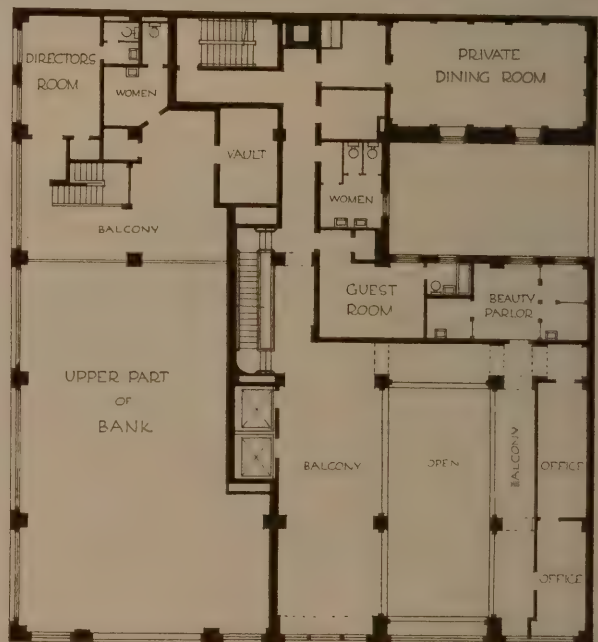 DIRECTORS
ROOM
WOMEN
PRIVATE
DINING ROOM
VAULT
WOMEN
BALCONY
GUEST
ROOM
BEAUTY
PARLOR
UPPER PART
OF
BANK
BALCONY
OPEN
BALCONY
OFFICE
OFFICE